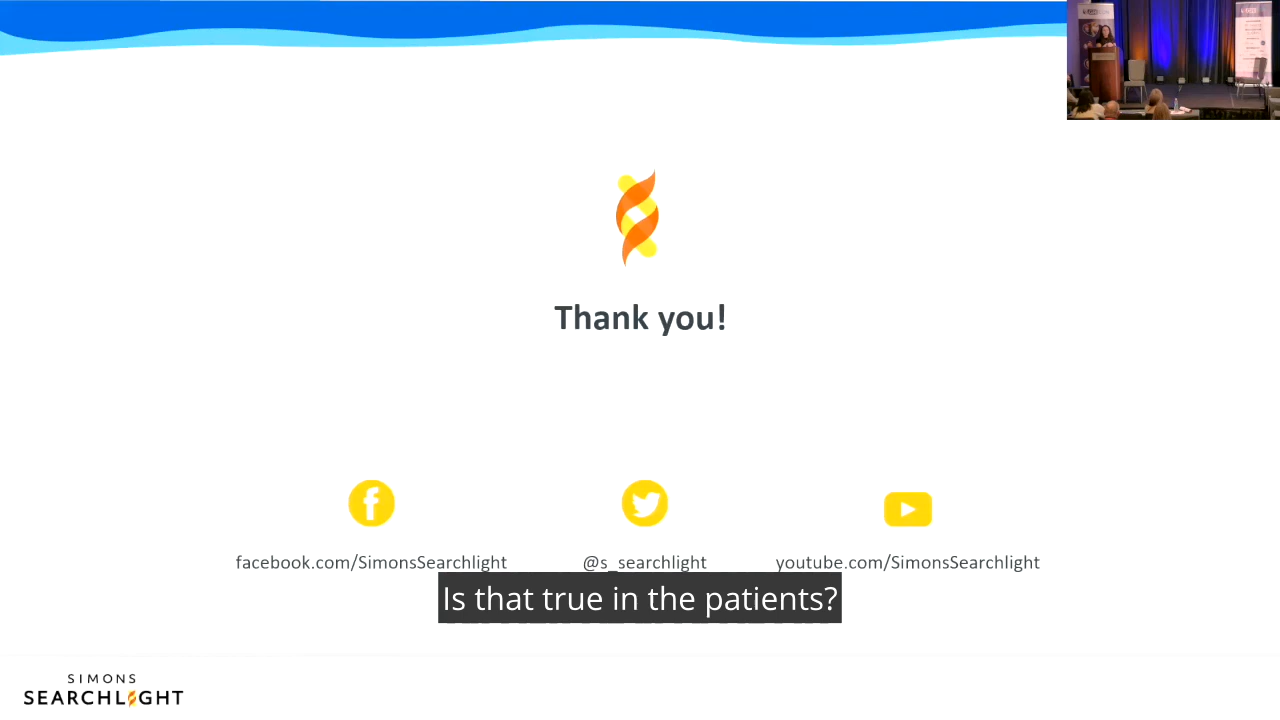 Thank you!
facebook.com/SimonsSearchlight
@s_searchlight
youtube.com/SimonsSearchlight
Is that true in the patients?
SIMONS
SEARCHLIGHT